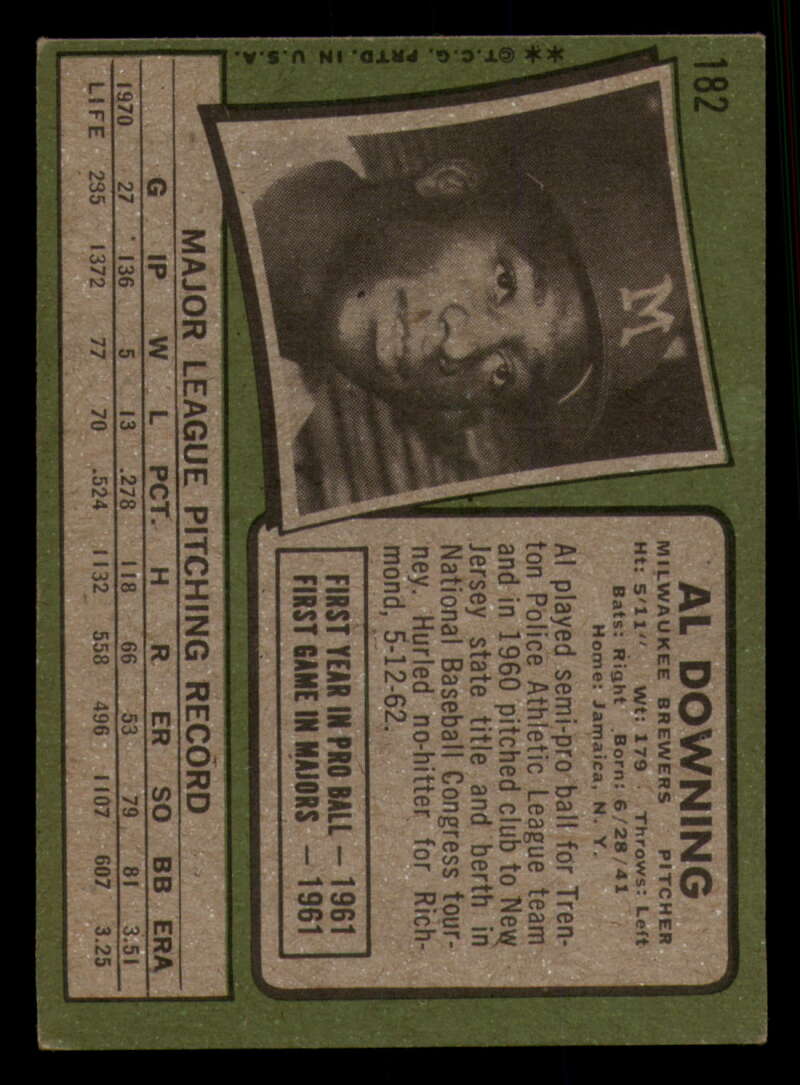 182
**©T.C.G. PRTD. IN U.S.A.
M
AL DOWNING
MILWAUKEE BREWERS PITCHER
Ht: 5'11" Wt: 179 Throws: Left
Bats: Right Born: 6/28/41
Home: Jamaica, N. Y.
Al played semi-pro ball for Tren-
ton Police Athletic League team
and in 1960 pitched club to New
Jersey state title and berth in
National Baseball Congress tour-
ney. Hurled no-hitter for Rich-
mond, 5-12-62.
FIRST YEAR IN PRO BALL — 1961
FIRST GAME IN MAJORS — 1961
MAJOR LEAGUE PITCHING RECORD
G IP W L PCT. H R ER SO BB ERA
1970 27 136 5 13 .278 118 66 53 79 81 3.51
LIFE 235 1372 77 70 .524 1132 558 496 1107 607 3.25